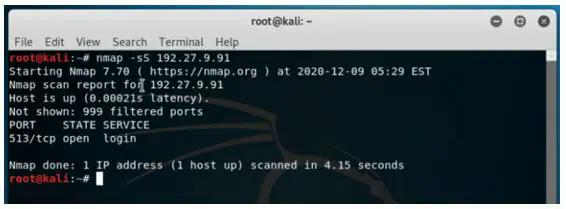 root@kali: ~
File Edit View Search Terminal Help
root@kali:~# nmap -sS 192.27.9.91
Starting Nmap 7.70 ( https://nmap.org ) at 2020-12-09 05:29 EST
Nmap scan report for 192.27.9.91
Host is up (0.00021s latency).
Not shown: 999 filtered ports
PORT    STATE SERVICE
513/tcp open  login
Nmap done: 1 IP address (1 host up) scanned in 4.15 seconds
root@kali:~#